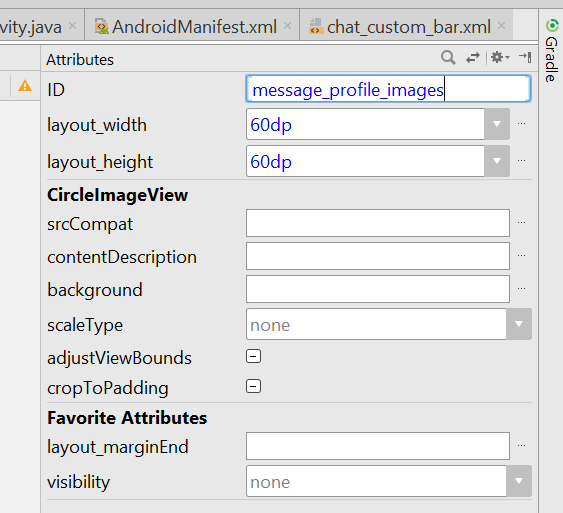 vity.java AndroidManifest.xml chat_custom_bar.xml
Attributes
Gradle
ID message_profile_images
layout_width 60dp
layout_height 60dp
CircleImageView
srcCompat
contentDescription
background
scaleType none
adjustViewBounds
cropToPadding
Favorite Attributes
layout_marginEnd
visibility none